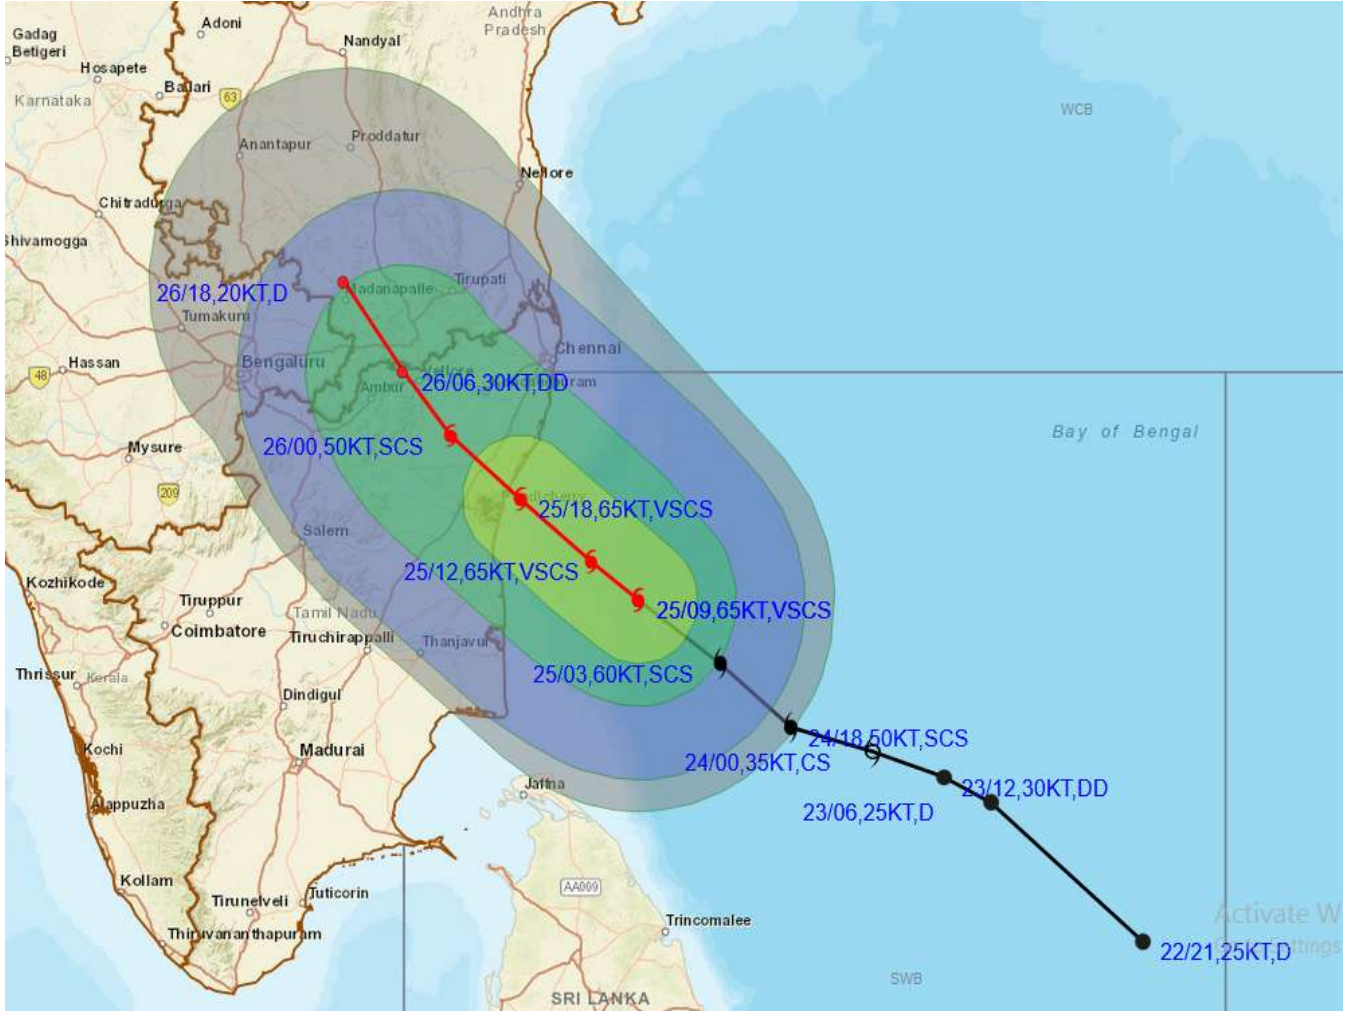 Andhra
Pradesh
Gadag
Betigeri
Adoni
Nandyal
Hosapete
Ballari
Karnataka
63
WCB
Anantapur
Proddatur
Nellore
Chitradurga
Shivamogga
26/18,20KT,D
Madanapalle
Tirupati
Tumakuru
Chennai
Hassan
48
Bengaluru
Vellore
Ambur
26/06,30KT,DD
Bay of Bengal
26/00,50KT,SCS
Mysore
209
25/18,65KT,VSCS
Salem
25/12,65KT,VSCS
Kozhikode
Tiruppur
Tamil Nadu
25/09,65KT,VSCS
Coimbatore
Tiruchirappalli
Thanjavur
Thrissur
Kerala
25/03,60KT,SCS
Dindigul
24/18,50KT,SCS
Kochi
Madurai
24/00,35KT,CS
Jaffna
23/12,30KT,DD
Alappuzha
23/06,25KT,D
Kollam
AA009
Tirunelveli
Tuticorin
Activate W
Trincomalee
Thiruvananthapuram
22/21,25KT,D
SWB
SRI LANKA